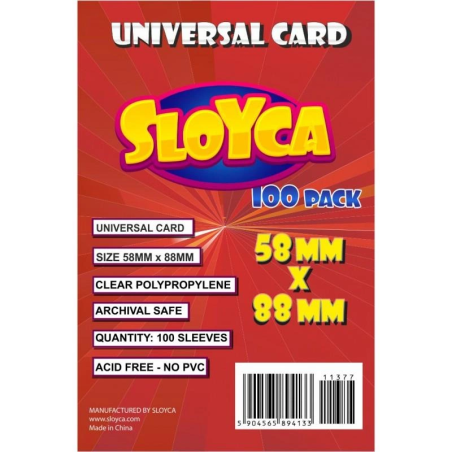 UNIVERSAL CARD
SLOYCA
100 PACK
UNIVERSAL CARD
SIZE 58MM x 88MM
CLEAR POLYPROPYLENE
ARCHIVAL SAFE
QUANTITY: 100 SLEEVES
ACID FREE - NO PVC
58 MM
X
88 MM
MANUFACTURED BY SLOYCA
www.sloyca.com
Made in China
11377
5 904565 894133